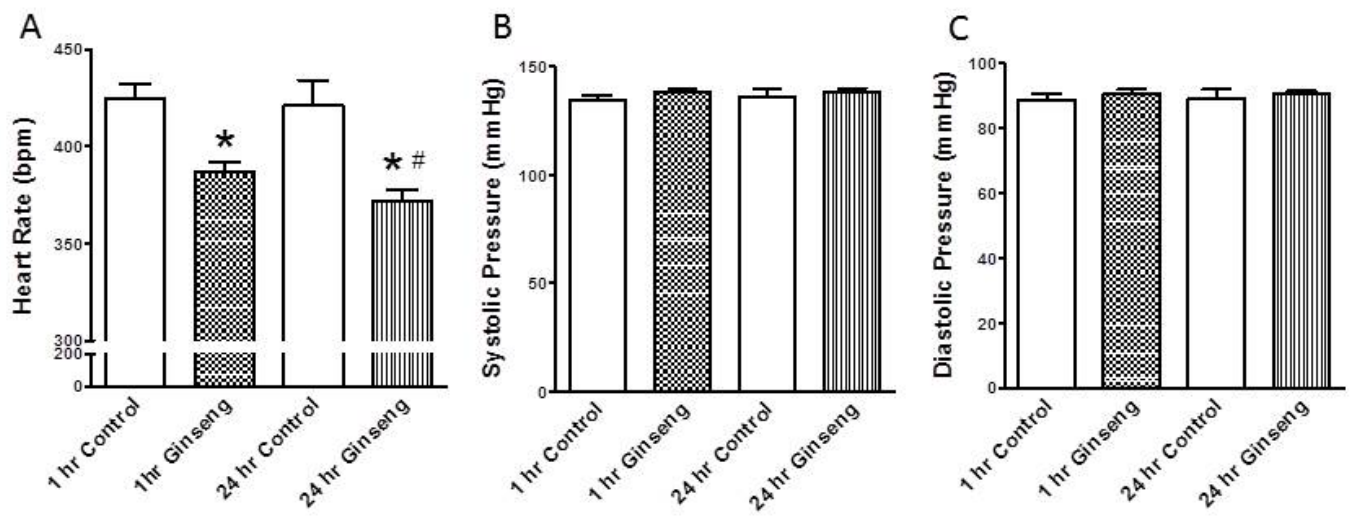 A
Heart Rate (bpm)
450
400
350
300
200
0
*
* #
1 hr Control
1hr Ginseng
24 hr Control
24 hr Ginseng
B
Systolic Pressure (mmHg)
150
100
50
0
1 hr Control
1 hr Ginseng
24 hr Control
24 hr Ginseng
C
Diastolic Pressure (mmHg)
100
80
60
40
20
0
1 hr Control
1 hr Ginseng
24 hr Control
24 hr Ginseng